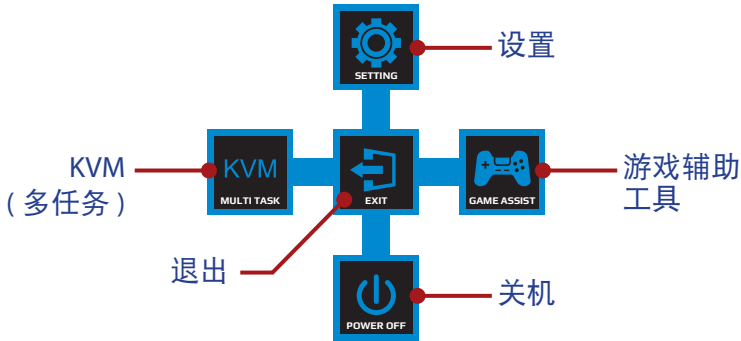 SETTING
设置
KVM
(多任务)
KVM
MULTI TASK
EXIT
GAME ASSIST
游戏辅助
工具
退出
POWER OFF
关机